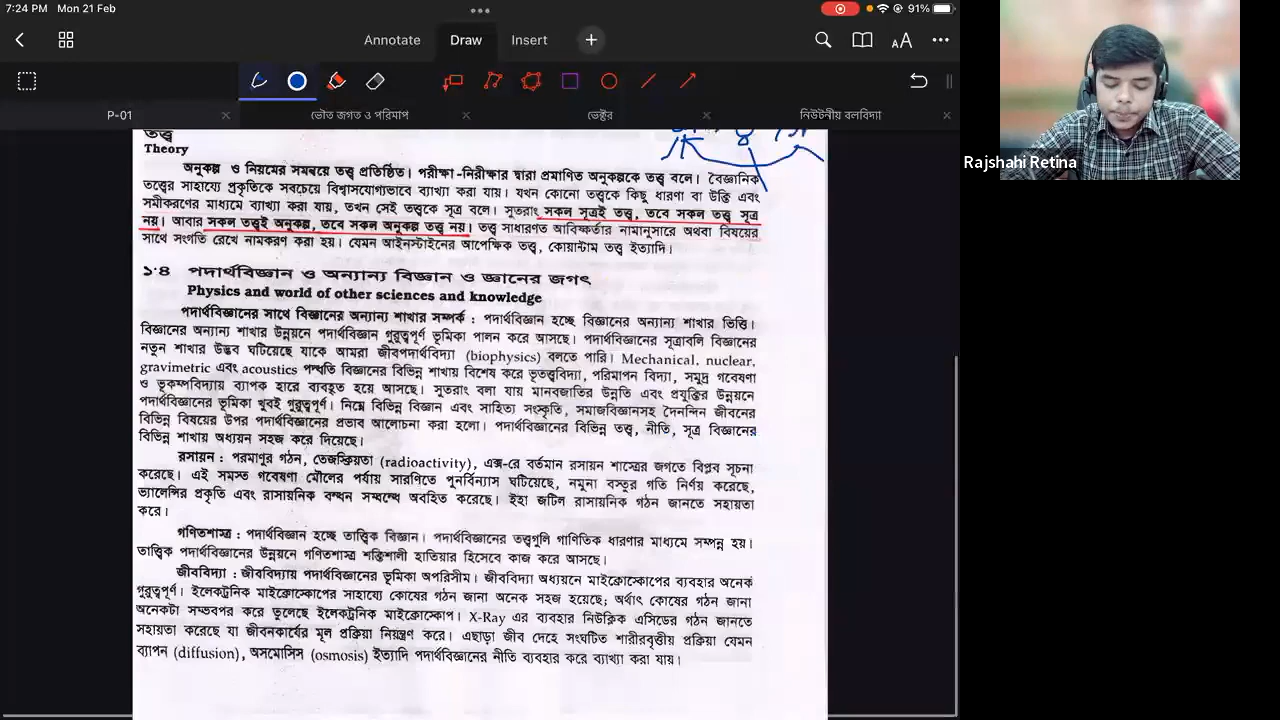 7:24 PM Mon 21 Feb
91%
Annotate
Draw
Insert
AA
P-01
ভৌত জগত ও পরিমাপ
ভেক্টর
নিউটনীয় বলবিদ্যা
Rajshahi Retina
তত্ত্ব
Theory
অনুকল্প ও নিয়মের সমন্বয়ে তত্ত্ব প্রতিষ্ঠিত। পরীক্ষা-নিরীক্ষার দ্বারা প্রমাণিত অনুকল্পকে তত্ত্ব বলে। বৈজ্ঞানিক
তত্ত্বের সাহায্যে প্রকৃতিকে সবচেয়ে বিশ্বাসযোগ্যভাবে ব্যাখ্যা করা যায়। যখন কোনো তত্ত্বকে কিছু ধারণা বা উক্তি এবং
সমীকরণের মাধ্যমে ব্যাখ্যা করা যায়, তখন সেই তত্ত্বকে সূত্র বলে। সুতরাং সকল সূত্রই তত্ত্ব, তবে সকল তত্ত্ব সূত্র
নয়। আবার সকল তত্ত্বই অনুকল্প, তবে সকল অনুকল্প তত্ত্ব নয়। তত্ত্ব সাধারণত আবিষ্কর্তার নামানুসারে অথবা বিষয়ের
সাথে সংগতি রেখে নামকরণ করা হয়। যেমন আইনস্টাইনের আপেক্ষিক তত্ত্ব, কোয়ান্টাম তত্ত্ব ইত্যাদি।
১.৪ পদার্থবিজ্ঞান ও অন্যান্য বিজ্ঞান ও জ্ঞানের জগৎ
Physics and world of other sciences and knowledge
পদার্থবিজ্ঞানের সাথে বিজ্ঞানের অন্যান্য শাখার সম্পর্ক : পদার্থবিজ্ঞান হচ্ছে বিজ্ঞানের অন্যান্য শাখার ভিত্তি।
বিজ্ঞানের অন্যান্য শাখার উন্নয়নে পদার্থবিজ্ঞান গুরুত্বপূর্ণ ভূমিকা পালন করে আসছে। পদার্থবিজ্ঞানের সূত্রাবলি বিজ্ঞানের
নতুন শাখার উদ্ভব ঘটিয়েছে যাকে আমরা জীবপদার্থবিদ্যা (biophysics) বলতে পারি। Mechanical, nuclear,
gravimetric এবং acoustics পদ্ধতি বিজ্ঞানের বিভিন্ন শাখায় বিশেষ করে ভূতত্ত্ববিদ্যা, পরিমাপন বিদ্যা, সমুদ্র গবেষণা
ও ভূকম্পবিদ্যায় ব্যাপক হারে ব্যবহৃত হয়ে আসছে। সুতরাং বলা যায় মানবজাতির উন্নতি এবং প্রযুক্তির উন্নয়নে
পদার্থবিজ্ঞানের ভূমিকা খুবই গুরুত্বপূর্ণ। নিম্নে বিভিন্ন বিজ্ঞান এবং সাহিত্য সংস্কৃতি, সমাজবিজ্ঞানসহ দৈনন্দিন জীবনের
বিভিন্ন বিষয়ের উপর পদার্থবিজ্ঞানের প্রভাব আলোচনা করা হলো। পদার্থবিজ্ঞানের বিভিন্ন তত্ত্ব, নীতি, সূত্র বিজ্ঞানের
বিভিন্ন শাখায় অধ্যয়ন সহজ করে দিয়েছে।
রসায়ন : পরমাণুর গঠন, তেজস্ক্রিয়তা (radioactivity), এক্স-রে বর্তমান রসায়ন শাস্ত্রের জগতে বিপ্লব সূচনা
করেছে। এই সমস্ত গবেষণা মৌলের পর্যায় সারণিতে পুনর্বিন্যাস ঘটিয়েছে, নমুনা বস্তুর গতি নির্ণয় করেছে,
ভ্যালেন্সির প্রকৃতি এবং রাসায়নিক বন্ধন সম্বন্ধে অবহিত করেছে। ইহা জটিল রাসায়নিক গঠন জানতে সহায়তা
করে।
গণিতশাস্ত্র : পদার্থবিজ্ঞান হচ্ছে তাত্ত্বিক বিজ্ঞান। পদার্থবিজ্ঞানের তত্ত্বগুলি গাণিতিক ধারণার মাধ্যমে সম্পন্ন হয়।
তাত্ত্বিক পদার্থবিজ্ঞানের উন্নয়নে গণিতশাস্ত্র শক্তিশালী হাতিয়ার হিসেবে কাজ করে আসছে।
জীববিদ্যা : জীববিদ্যায় পদার্থবিজ্ঞানের ভূমিকা অপরিসীম। জীববিদ্যা অধ্যয়নে মাইক্রোস্কোপের ব্যবহার অনেক
গুরুত্বপূর্ণ। ইলেকট্রনিক মাইক্রোস্কোপের সাহায্যে কোষের গঠন জানা অনেক সহজ হয়েছে; অর্থাৎ কোষের গঠন জানা
অনেকটা সম্ভবপর করে তুলেছে ইলেকট্রনিক মাইক্রোস্কোপ। X-Ray এর ব্যবহার নিউক্লিক এসিডের গঠন জানতে
সহায়তা করেছে যা জীবনকার্যের মূল প্রক্রিয়া নিয়ন্ত্রণ করে। এছাড়া জীব দেহে সংঘটিত শারীরবৃত্তীয় প্রক্রিয়া যেমন
ব্যাপন (diffusion), অসমোসিস (osmosis) ইত্যাদি পদার্থবিজ্ঞানের নীতি ব্যবহার করে ব্যাখ্যা করা যায়।